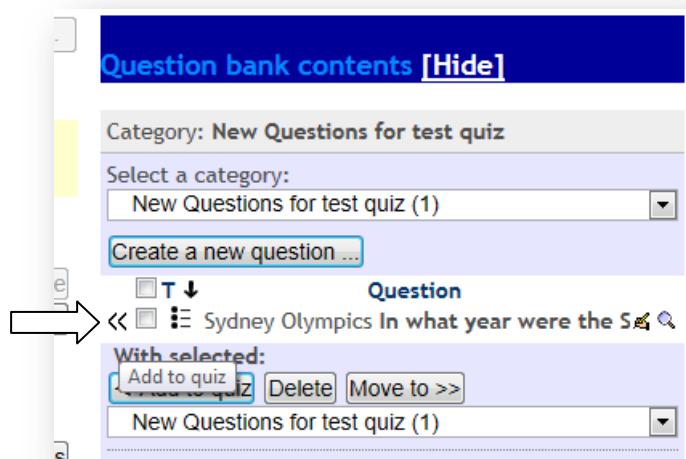 Question bank contents [Hide]
Category: New Questions for test quiz
Select a category:
New Questions for test quiz (1)
Create a new question ...
T Question
<< Sydney Olympics In what year were the S
With selected:
Add to quiz
Delete Move to >>
New Questions for test quiz (1)